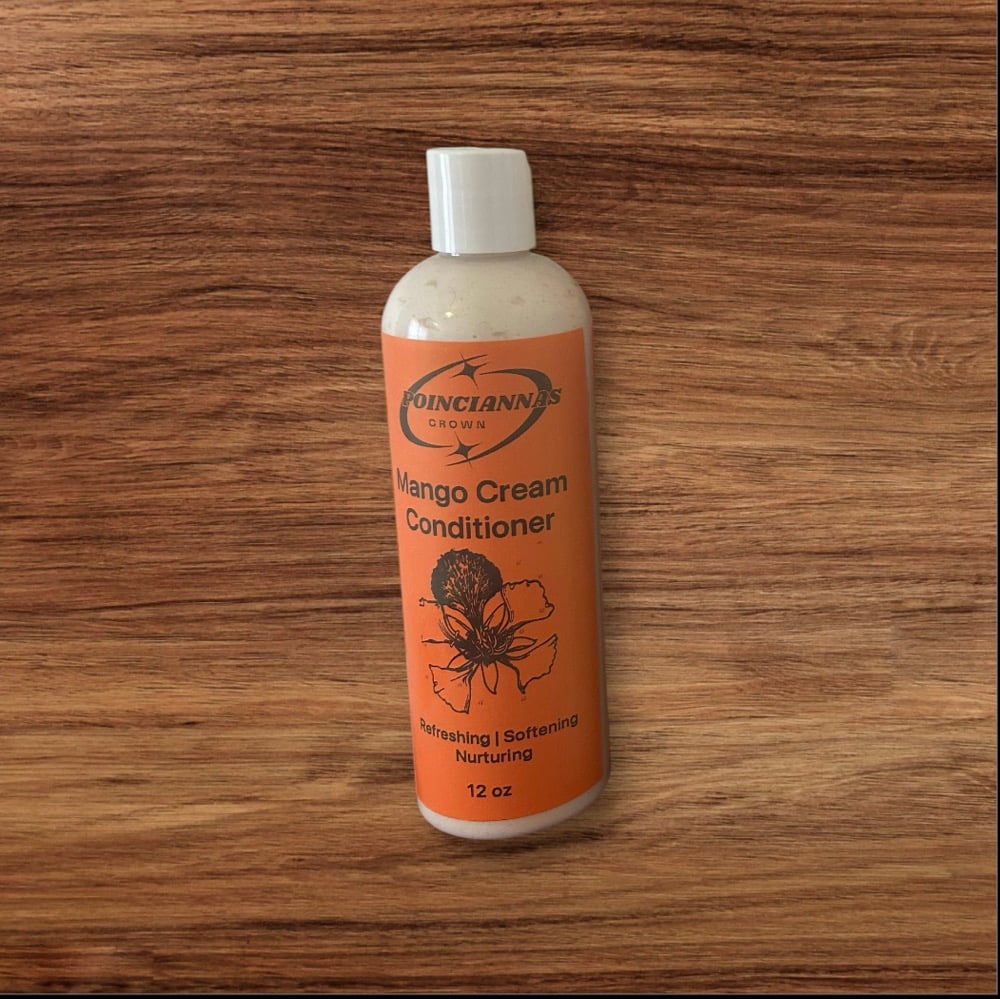 POINCIANNAS
CROWN
Mango Cream
Conditioner
Refreshing | Softening
Nurturing
12 oz